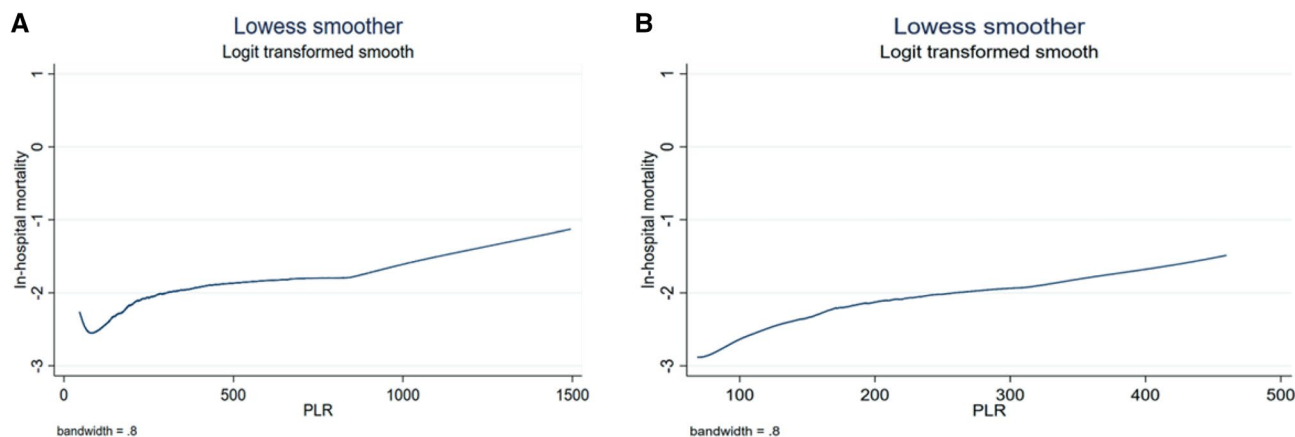 A
Lowess smoother
Logit transformed smooth
1
0
-1
-2
-3
In-hospital mortality
0
500
1000
1500
PLR
bandwidth = .8
B
Lowess smoother
Logit transformed smooth
1
0
-1
-2
-3
In-hospital mortality
100
200
300
400
500
PLR
bandwidth = .8